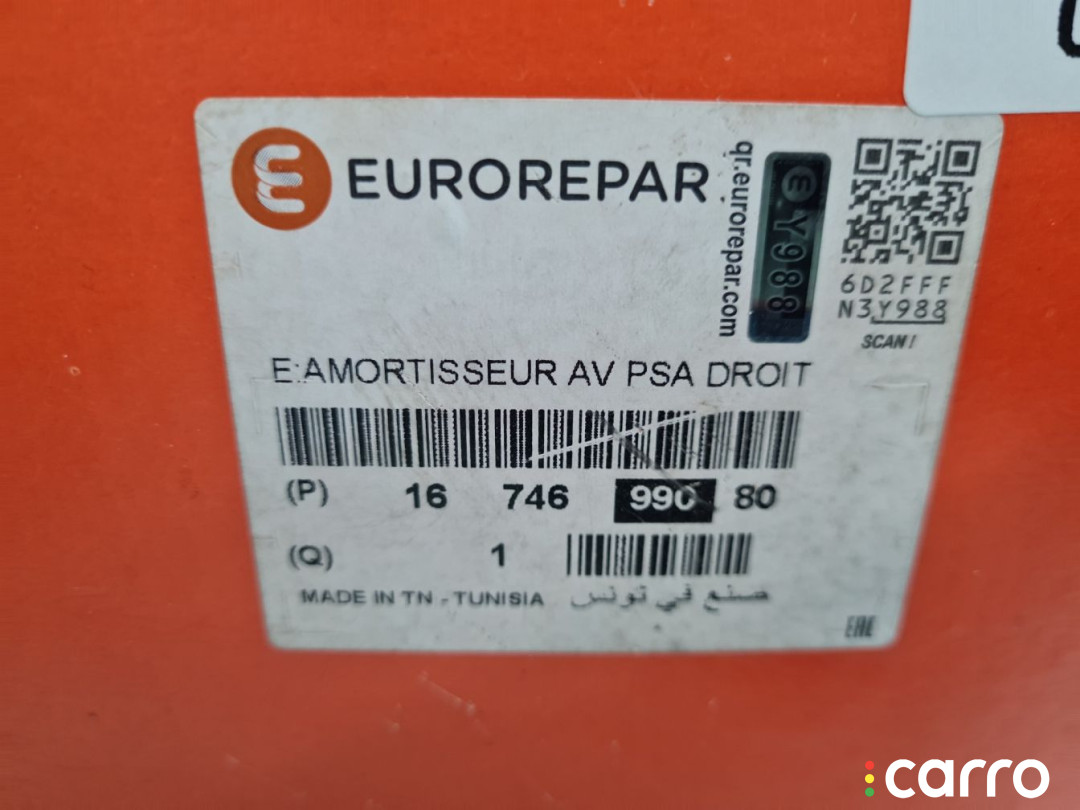 EUROREPAR
qr.eurorepar.com
Y988
6D2FFF
N3Y988
SCAN!
E:AMORTISSEUR AV PSA DROIT
(P) 16 746 990 80
(Q) 1
MADE IN TN - TUNISIA صنع في تونس
EAC
carro